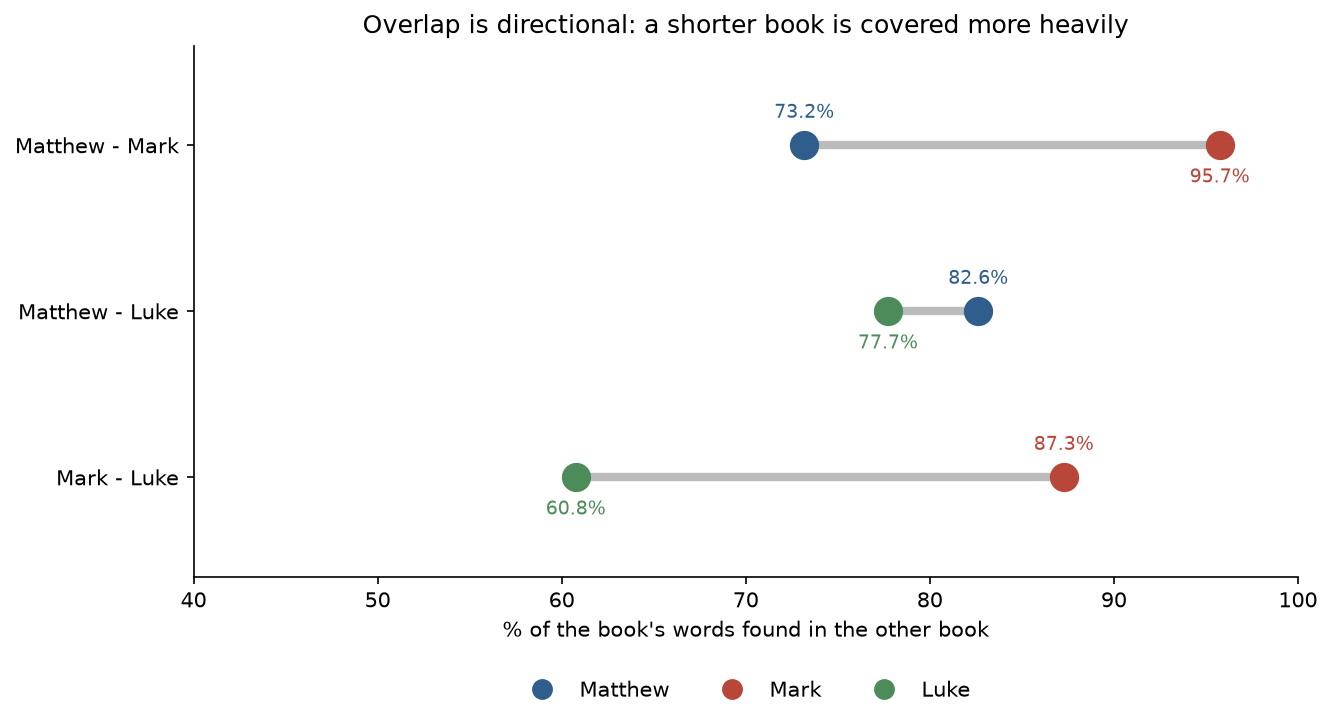 Overlap is directional: a shorter book is covered more heavily
73.2%
Matthew - Mark
95.7%
82.6%
Matthew - Luke
77.7%
87.3%
Mark - Luke
60.8%
40 50 60 70 80 90 100
% of the book's words found in the other book
Matthew Mark Luke